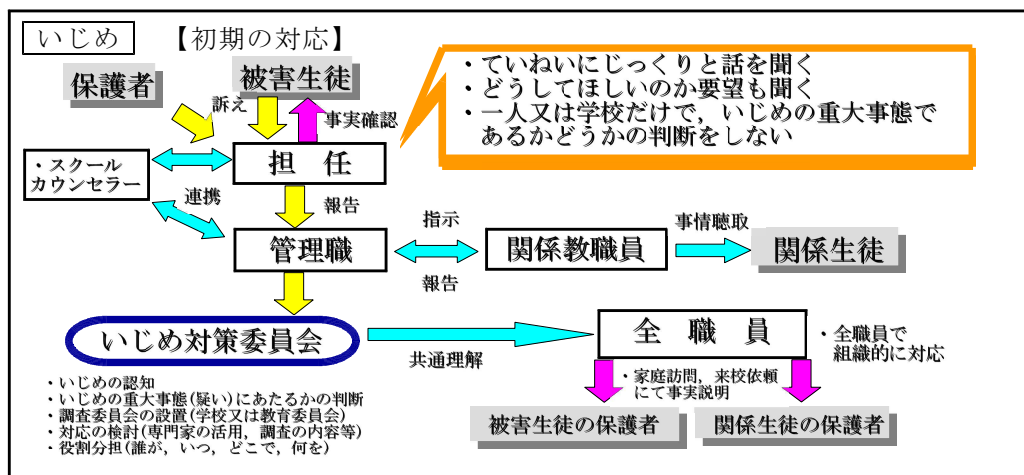 いじめ 【初期の対応】
保護者
被害生徒
訴え
事実確認
・ていねいにじっくりと話を聞く
・どうしてほしいのか要望も聞く
・一人又は学校だけで，いじめの重大事態で
あるかどうかの判断をしない
・スクール
カウンセラー
担　任
連携
報告
管理職
指示
報告
関係教職員
事情聴取
関係生徒
いじめ対策委員会
共通理解
全　職　員
・全職員で
組織的に対応
・いじめの認知
・いじめの重大事態(疑い)にあたるかの判断
・調査委員会の設置(学校又は教育委員会)
・対応の検討(専門家の活用，調査の内容等)
・役割分担(誰が，いつ，どこで，何を)
・家庭訪問，来校依頼
にて事実説明
被害生徒の保護者
関係生徒の保護者